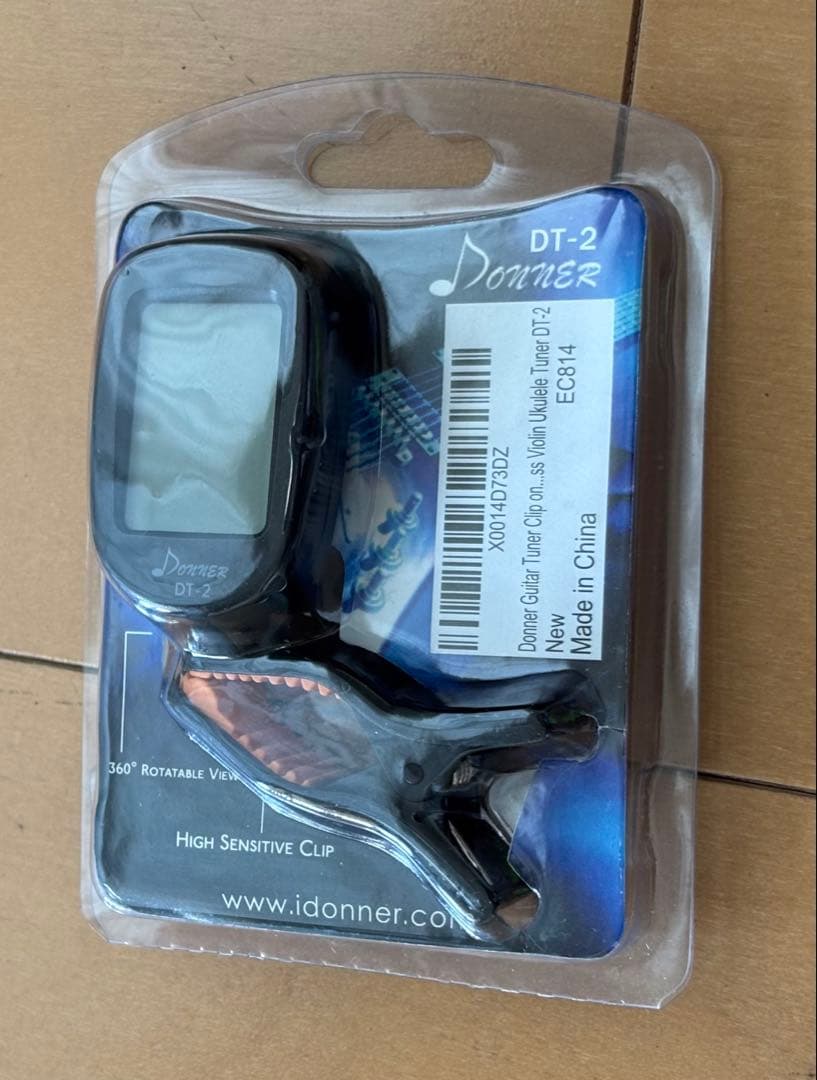 DT-2
DONNER
X0014D73DZ
Donner Guitar Tuner Clip on...ss Violin Ukulele Tuner DT-2
New
EC814
Made in China
DONNER
DT-2
360° ROTATABLE VIEW
HIGH SENSITIVE CLIP
www.idonner.co